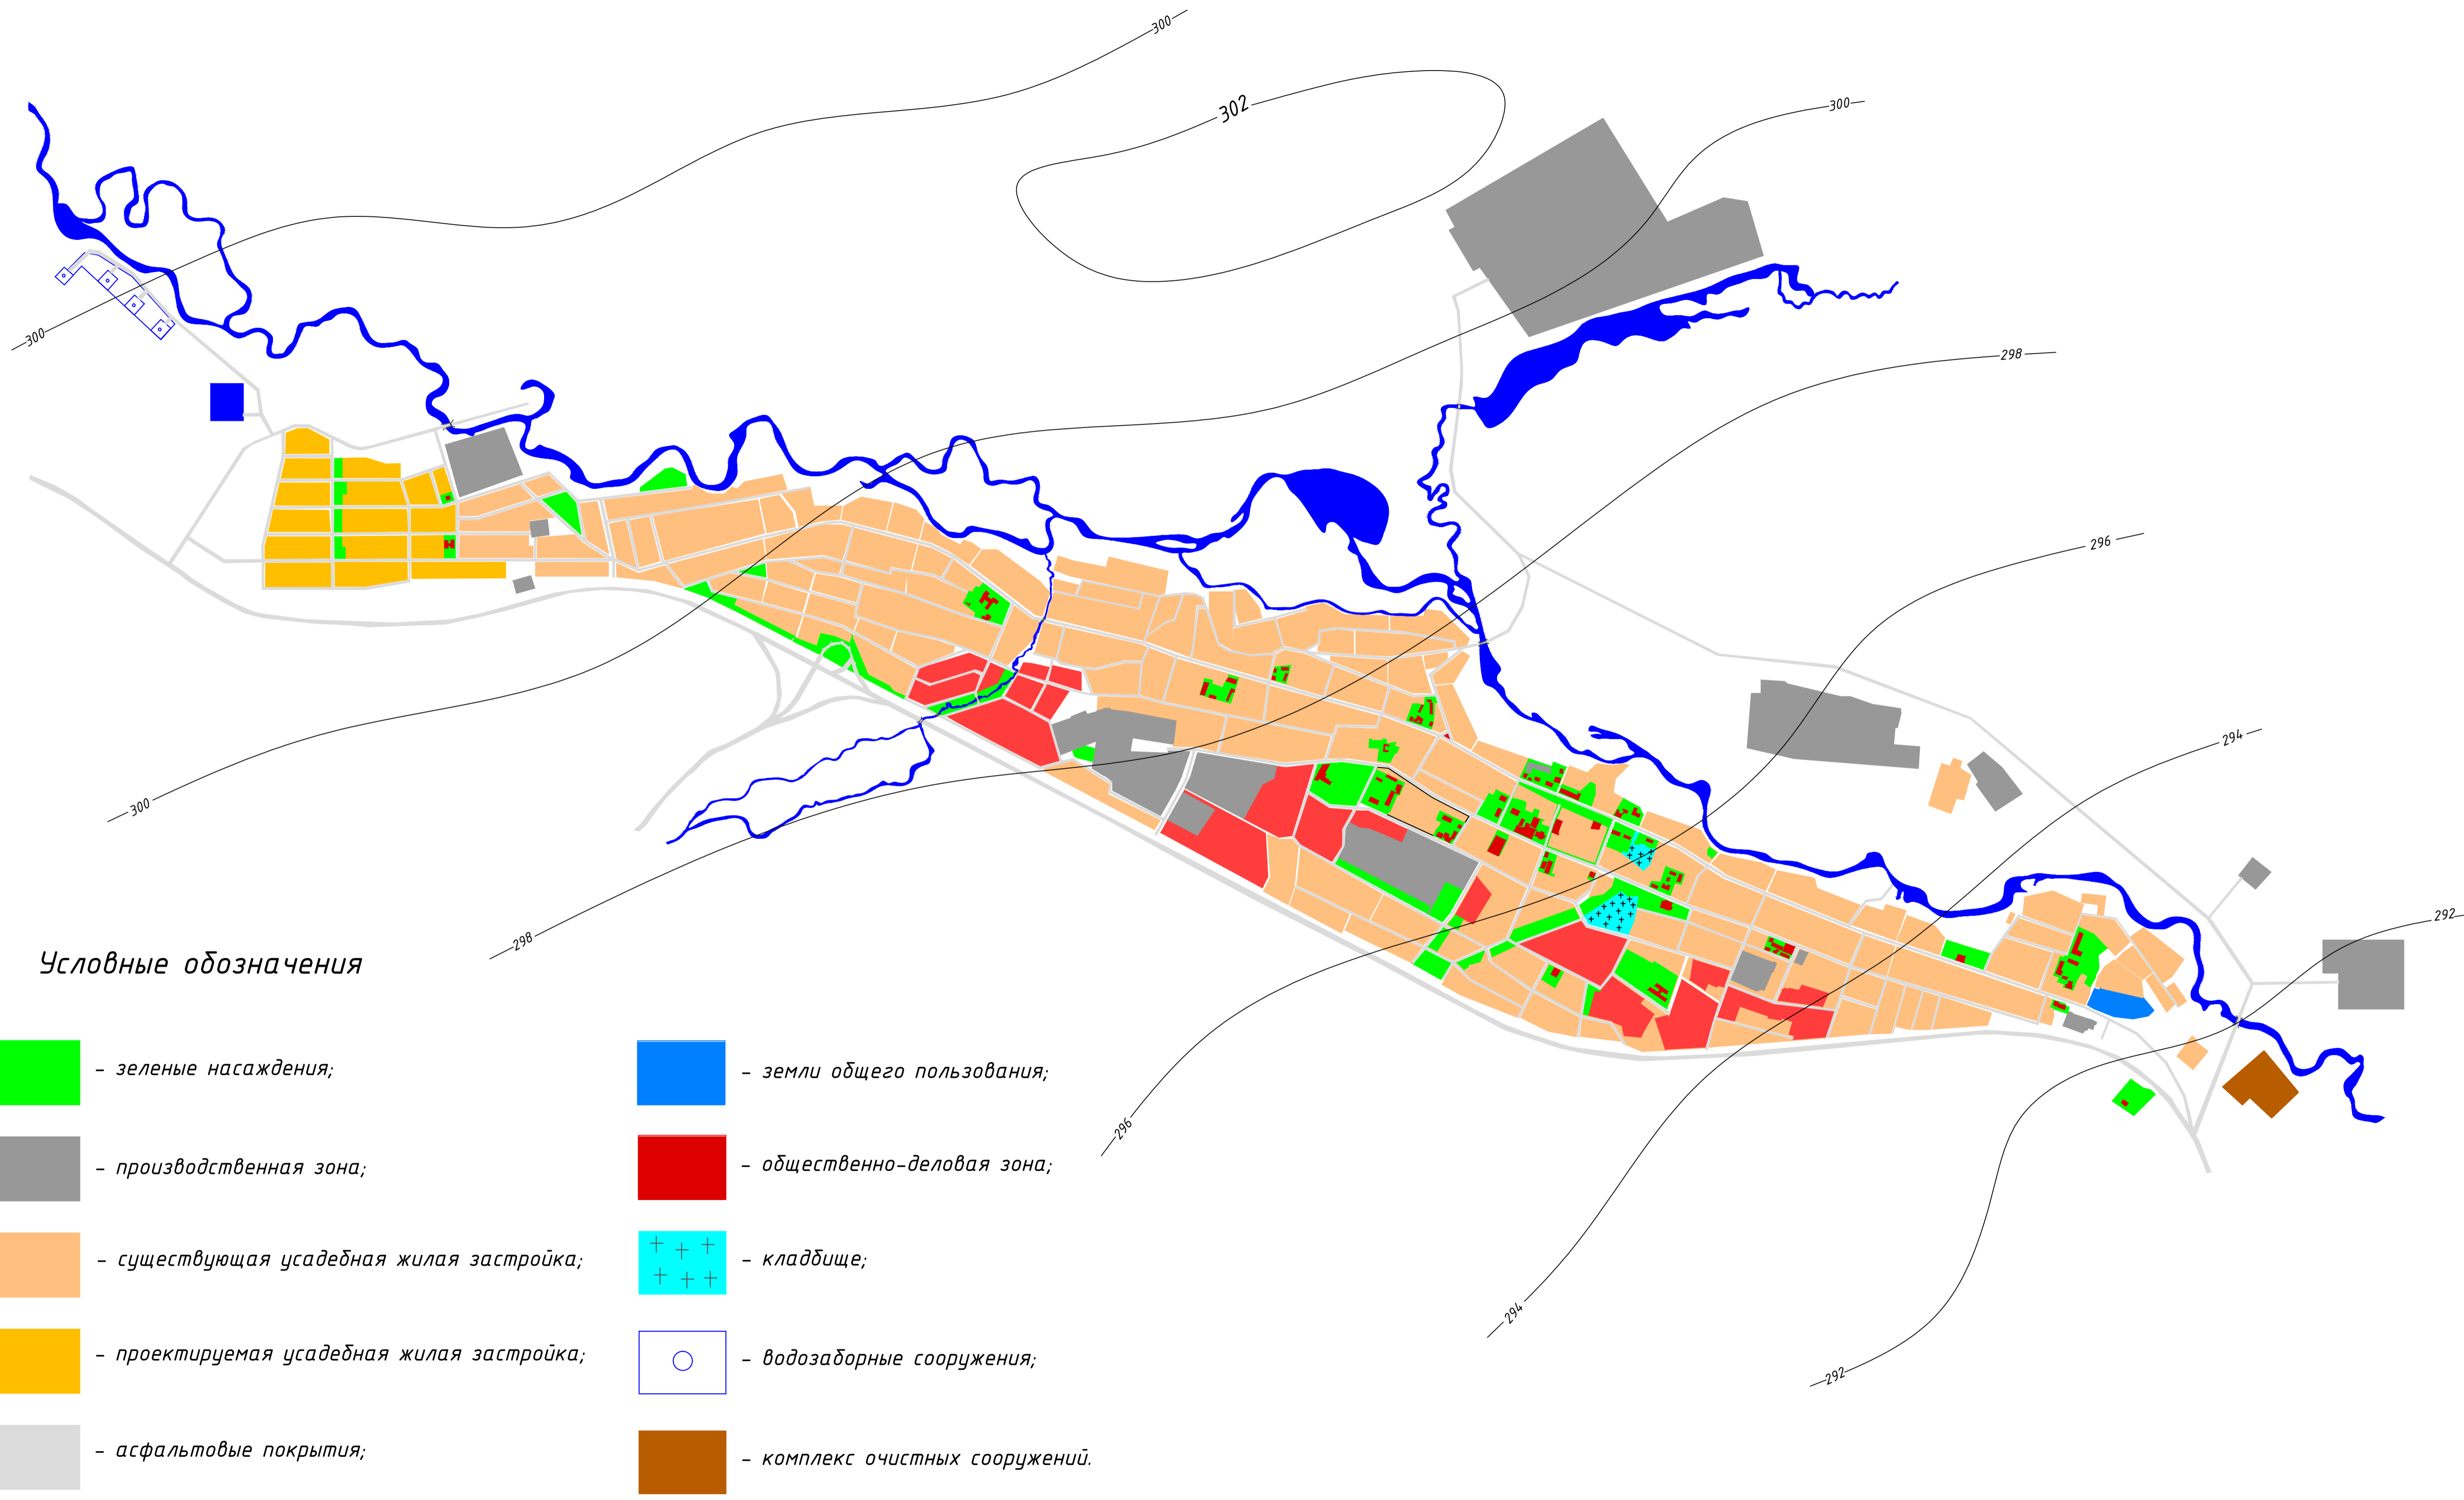 300
302
300
300
298
296
294
292
300
298
296
294
292
Условные обозначения
- зеленые насаждения;
- производственная зона;
- существующая усадебная жилая застройка;
- проектируемая усадебная жилая застройка;
- асфальтовые покрытия;
- земли общего пользования;
- общественно-деловая зона;
- кладбище;
- водозаборные сооружения;
- комплекс очистных сооружений.